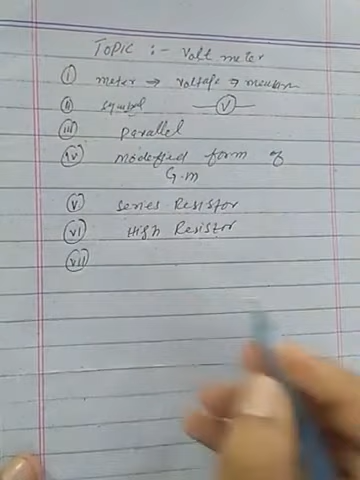 Topic :- Volt meter
(i) meter → voltage → measure
(ii) symbol V
(iii) Parallel
(iv) modefied form of
G.m
(v) series Resistor
(vi) High Resistor
(vii)